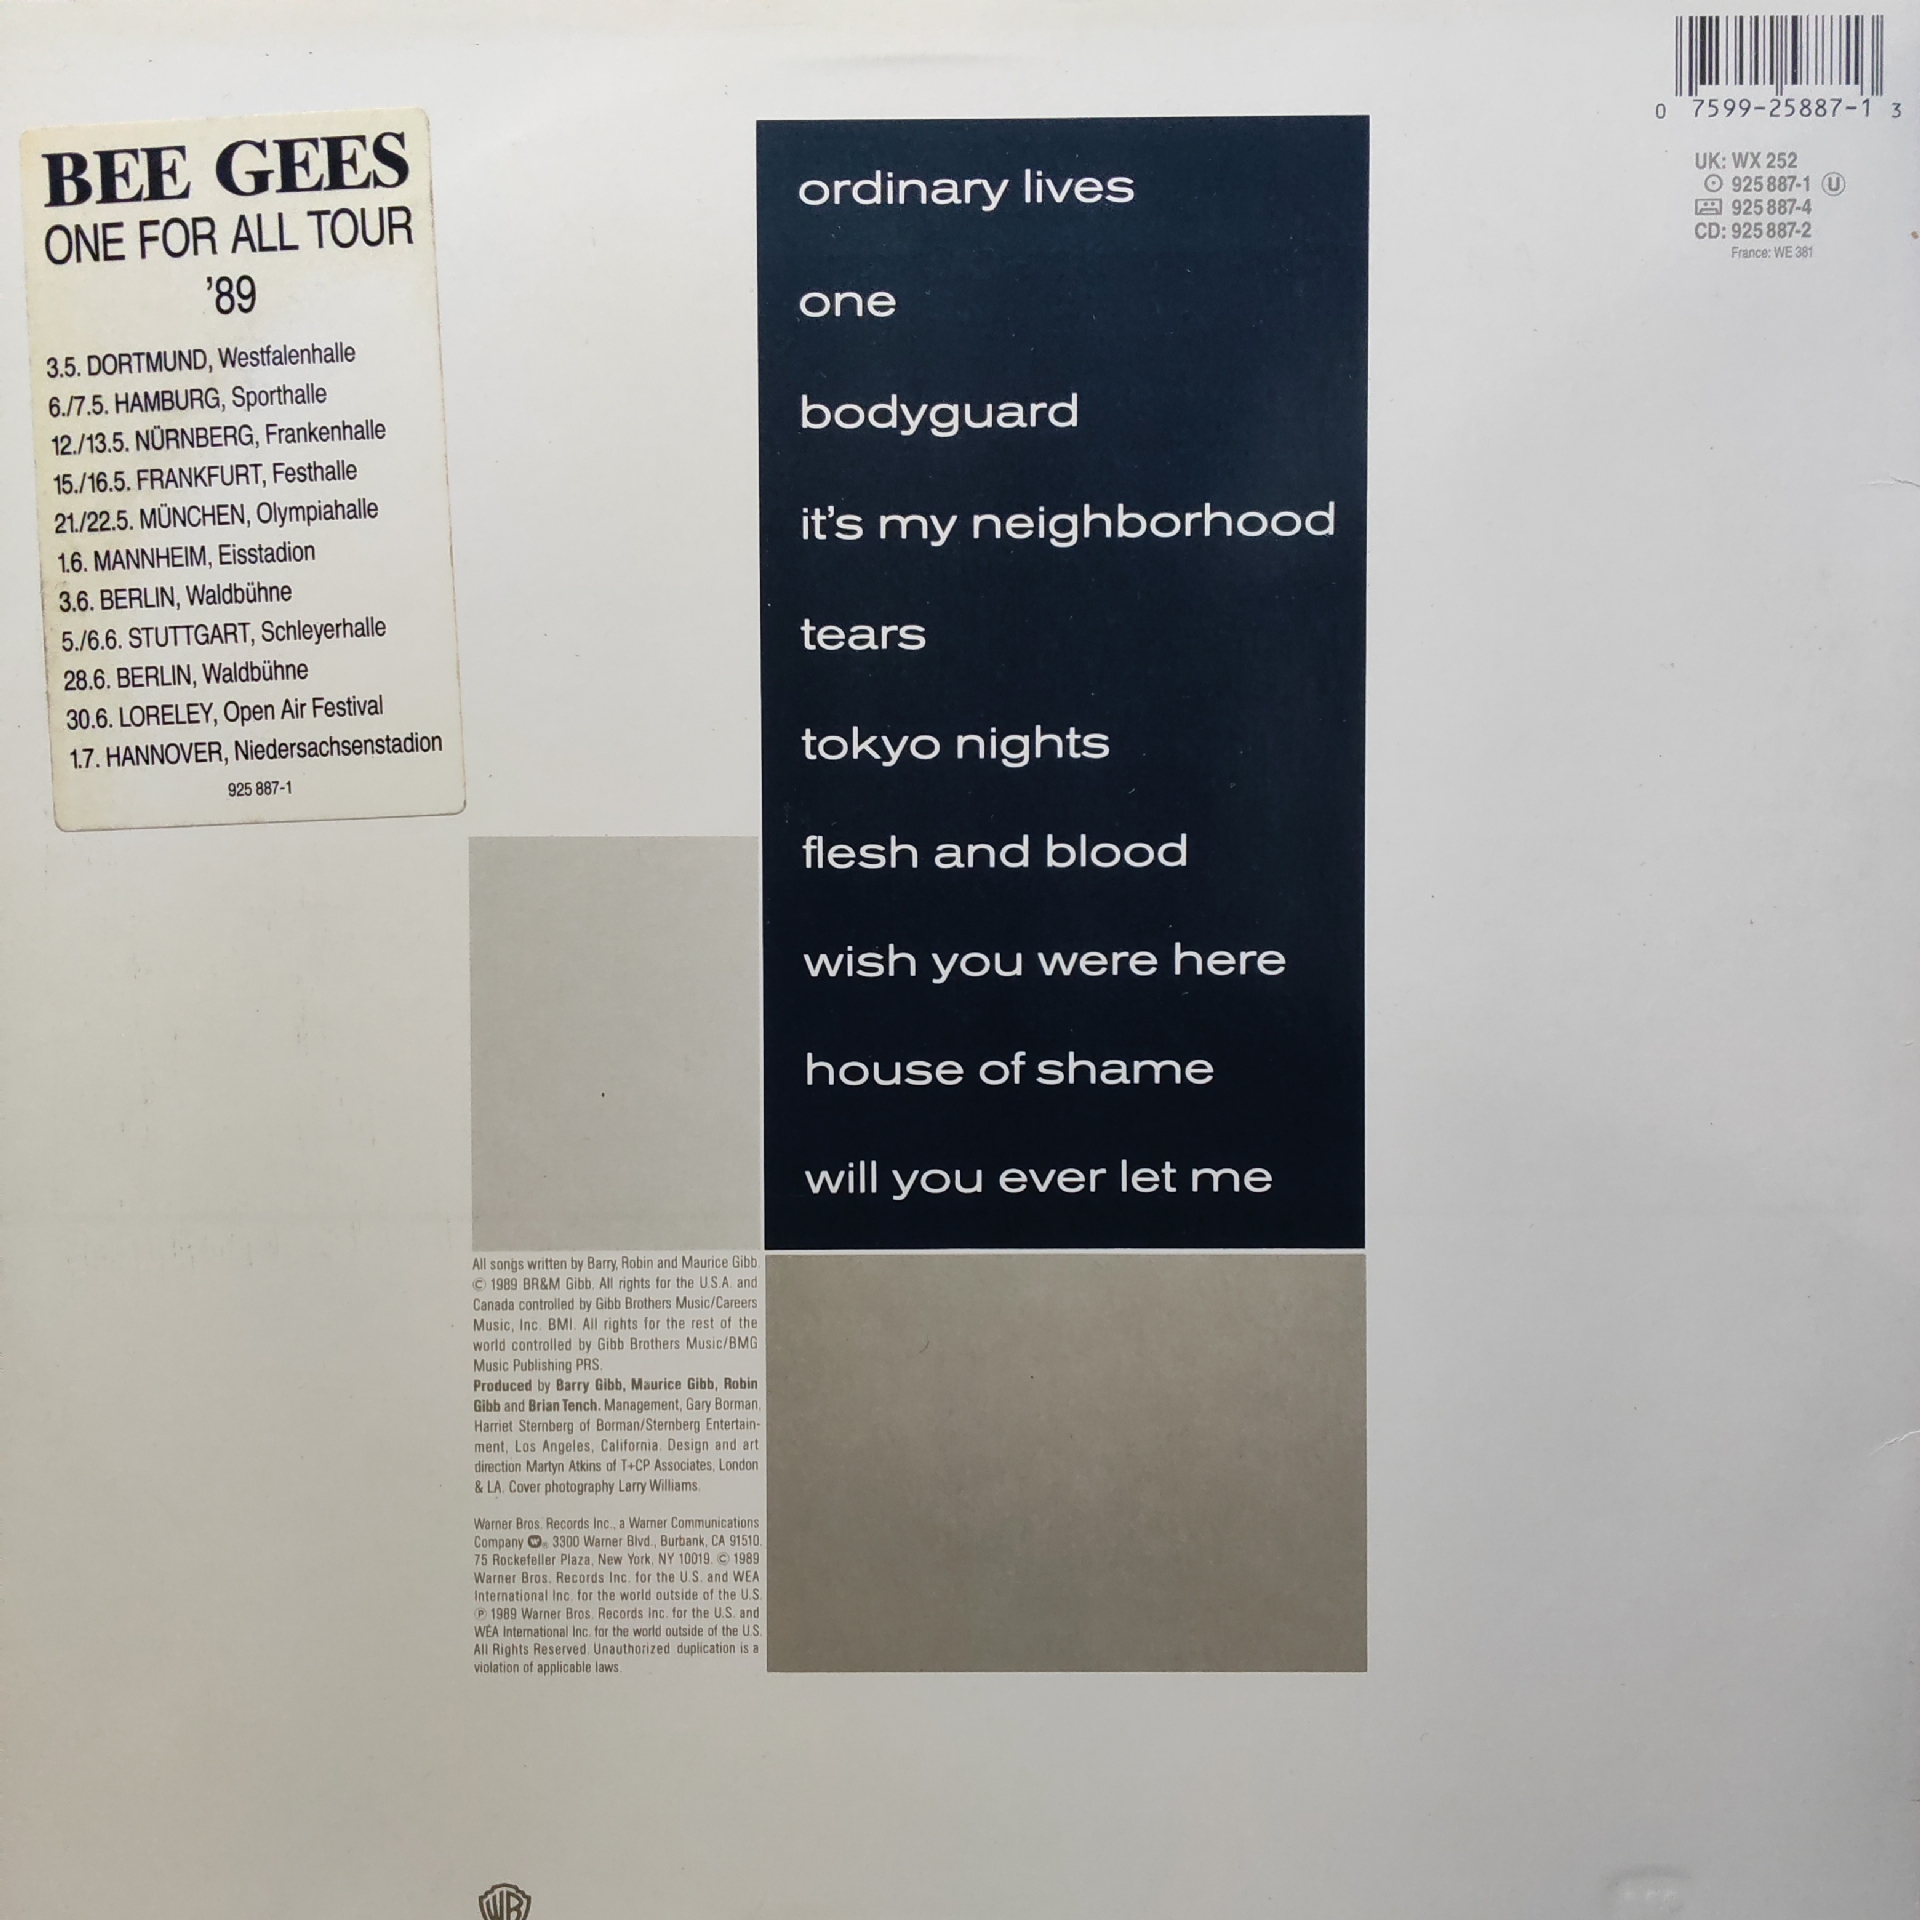 BEE GEES
ONE FOR ALL TOUR
’89
3.5. DORTMUND, Westfalenhalle
6./7.5. HAMBURG, Sporthalle
12./13.5. NÜRNBERG, Frankenhalle
15./16.5. FRANKFURT, Festhalle
21./22.5. MÜNCHEN, Olympiahalle
1.6. MANNHEIM, Eisstadion
3.6. BERLIN, Waldbühne
5./6.6. STUTTGART, Schleyerhalle
28.6. BERLIN, Waldbühne
30.6. LORELEY, Open Air Festival
1.7. HANNOVER, Niedersachsenstadion
925 887-1
ordinary lives
one
bodyguard
it’s my neighborhood
tears
tokyo nights
flesh and blood
wish you were here
house of shame
will you ever let me
0 7599-25887-1 3
UK: WX 252
925 887-1 U
925 887-4
CD: 925 887-2
France: WE 381
All songs written by Barry, Robin and Maurice Gibb.
© 1989 BR&M Gibb. All rights for the U.S.A. and
Canada controlled by Gibb Brothers Music/Careers
Music, Inc. BMI. All rights for the rest of the
world controlled by Gibb Brothers Music/BMG
Music Publishing PRS.
Produced by Barry Gibb, Maurice Gibb, Robin
Gibb and Brian Tench. Management, Gary Borman,
Harriet Sternberg of Borman/Sternberg Entertain-
ment, Los Angeles, California. Design and art
direction Martyn Atkins of T+CP Associates, London
& LA. Cover photography Larry Williams.
Warner Bros. Records Inc., a Warner Communications
Company ®, 3300 Warner Blvd., Burbank, CA 91510.
75 Rockefeller Plaza, New York, NY 10019. © 1989
Warner Bros. Records Inc. for the U.S. and WEA
International Inc. for the world outside of the U.S.
℗ 1989 Warner Bros. Records Inc. for the U.S. and
WEA International Inc. for the world outside of the U.S.
All Rights Reserved. Unauthorized duplication is a
violation of applicable laws.
WB